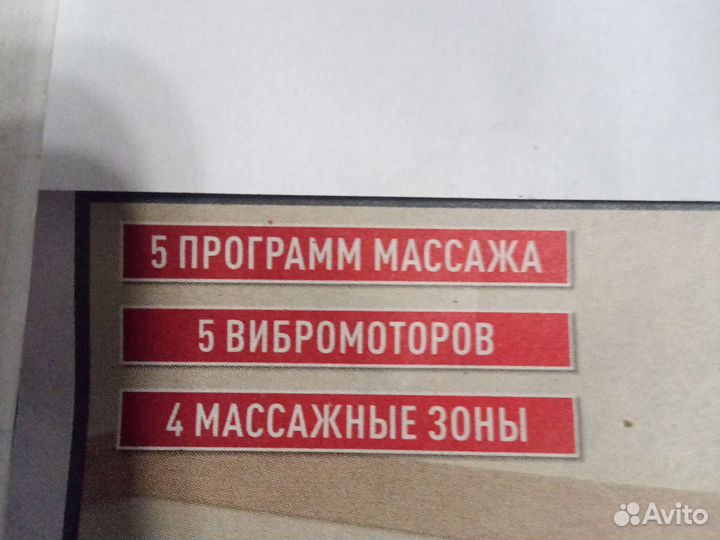 5 ПРОГРАММ МАССАЖА
5 ВИБРОМОТОРОВ
4 МАССАЖНЫЕ ЗОНЫ
Avito